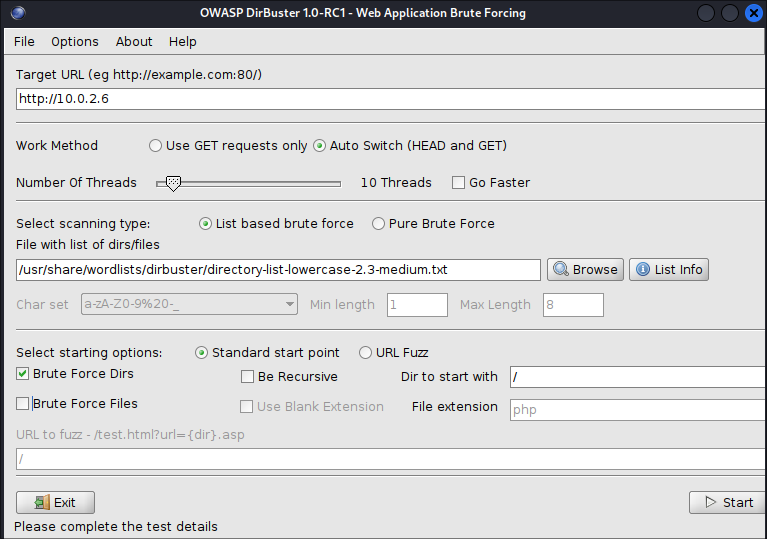 OWASP DirBuster 1.0-RC1 - Web Application Brute Forcing
File Options About Help
Target URL (eg http://example.com:80/)
http://10.0.2.6
Work Method Use GET requests only Auto Switch (HEAD and GET)
Number Of Threads 10 Threads Go Faster
Select scanning type: List based brute force Pure Brute Force
File with list of dirs/files
/usr/share/wordlists/dirbuster/directory-list-lowercase-2.3-medium.txt Browse List Info
Char set a-zA-Z0-9%20-_ Min length 1 Max Length 8
Select starting options: Standard start point URL Fuzz
Brute Force Dirs Be Recursive Dir to start with /
Brute Force Files Use Blank Extension File extension php
URL to fuzz - /test.html?url={dir}.asp
/
Exit Start
Please complete the test details